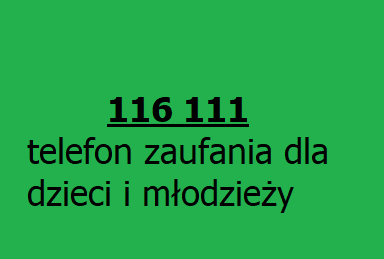 116 111
telefon zaufania dla
dzieci i młodzieży